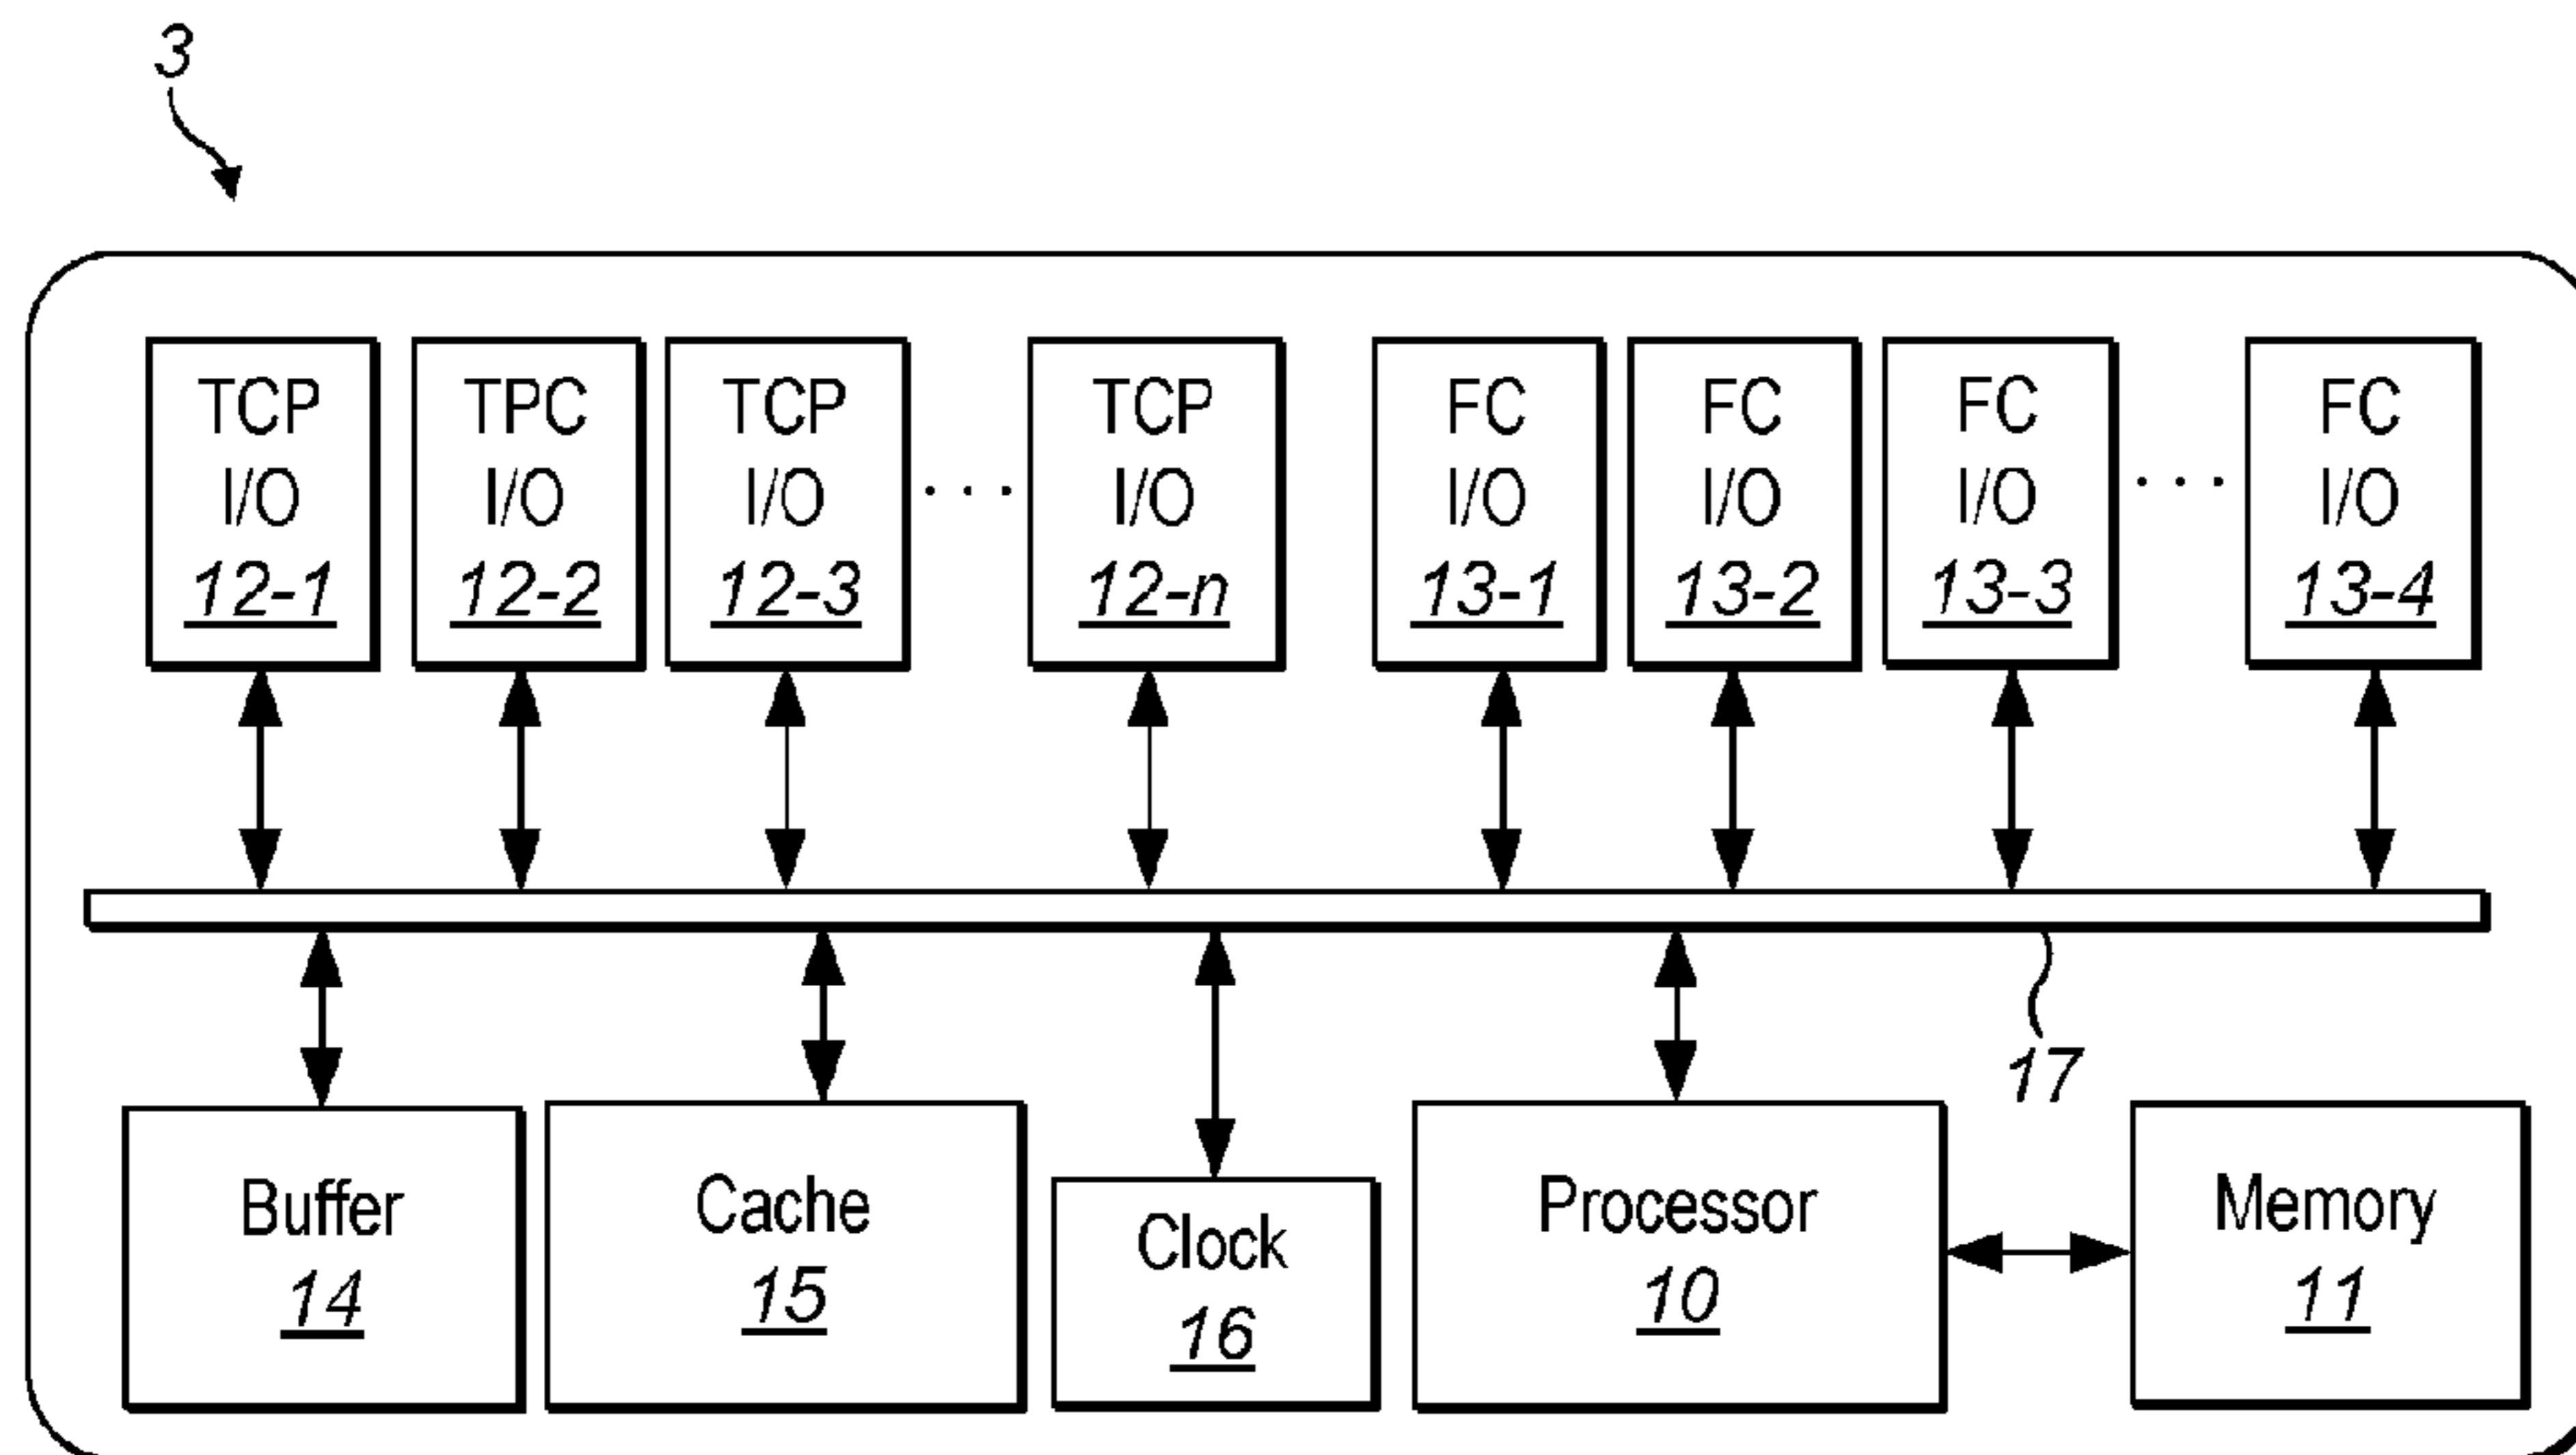 3
TCP
I/O
12-1
TPC
I/O
12-2
TCP
I/O
12-3
. . .
TCP
I/O
12-n
FC
I/O
13-1
FC
I/O
13-2
FC
I/O
13-3
. . .
FC
I/O
13-4
17
Buffer
14
Cache
15
Clock
16
Processor
10
Memory
11